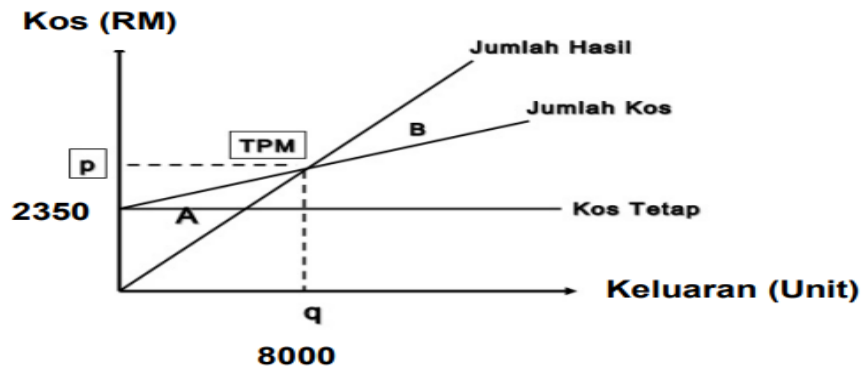 Kos (RM)
Jumlah Hasil
Jumlah Kos
B
TPM
p
2350
A
Kos Tetap
Keluaran (Unit)
q
8000